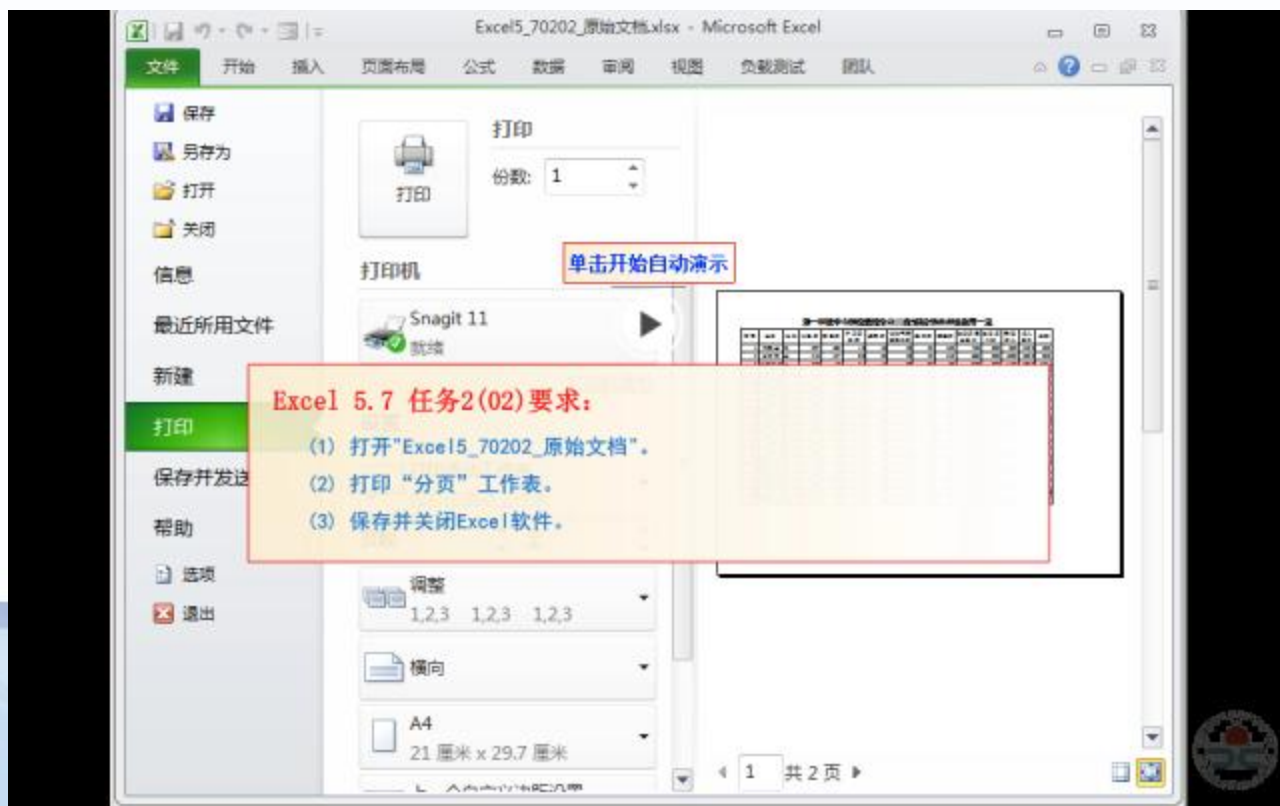 Excel5_70202_原始文档.xlsx - Microsoft Excel
文件 开始 插入 页面布局 公式 数据 审阅 视图 负载测试 团队
保存
另存为
打开
关闭
信息
最近所用文件
新建
打印
保存并发送
帮助
选项
退出
打印
打印
份数: 1
单击开始自动演示
打印机
Snagit 11
就绪
Excel 5.7 任务2(02)要求:
(1) 打开"Excel5_70202_原始文档"。
(2) 打印“分页”工作表。
(3) 保存并关闭Excel软件。
调整
1,2,3 1,2,3 1,2,3
横向
A4
21 厘米 x 29.7 厘米
1 共 2 页